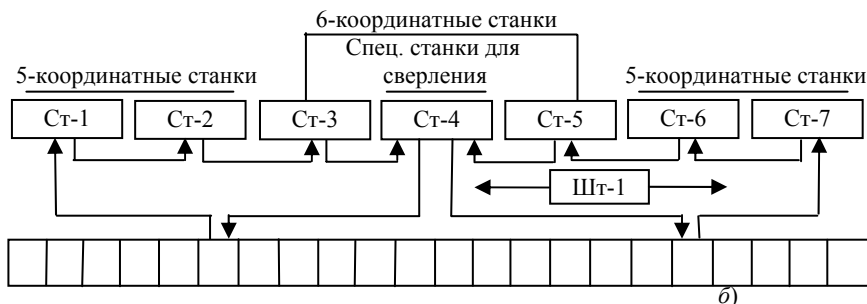 6-координатные станки
Спец. станки для
сверления
5-координатные станки
5-координатные станки
Ст-1
Ст-2
Ст-3
Ст-4
Ст-5
Ст-6
Ст-7
Шт-1
б)